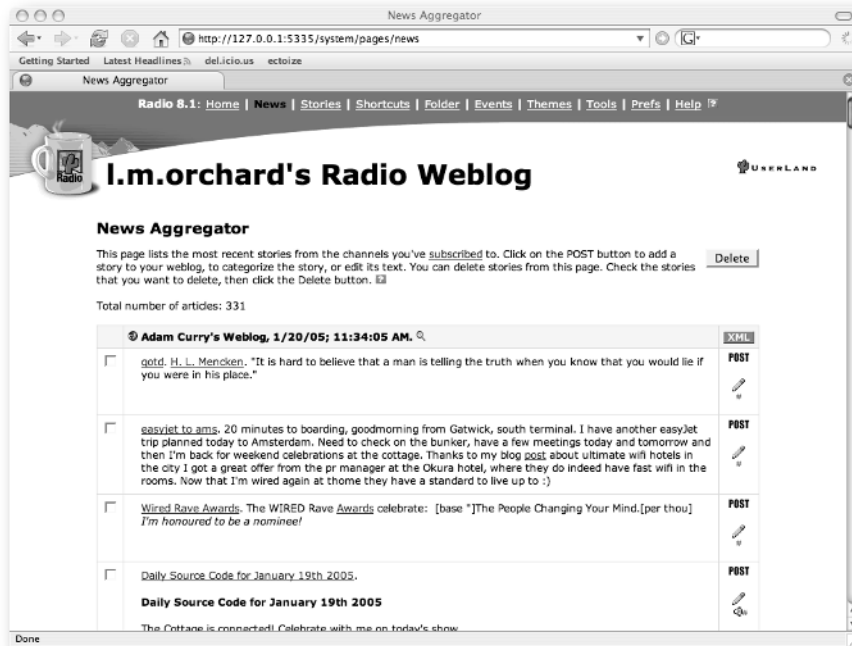 News Aggregator
http://127.0.0.1:5335/system/pages/news
G
Getting Started Latest Headlines del.icio.us ectoize
News Aggregator
Radio 8.1: Home | News | Stories | Shortcuts | Folder | Events | Themes | Tools | Prefs | Help ?
Radio
l.m.orchard's Radio Weblog
USERLAND
News Aggregator
This page lists the most recent stories from the channels you've subscribed to. Click on the POST button to add a
story to your weblog, to categorize the story, or edit its text. You can delete stories from this page. Check the stories
that you want to delete, then click the Delete button. ?
Delete
Total number of articles: 331
Adam Curry's Weblog, 1/20/05; 11:34:05 AM.
XML
gotd. H. L. Mencken. "It is hard to believe that a man is telling the truth when you know that you would lie if
you were in his place."
POST
easyjet to ams. 20 minutes to boarding, goodmorning from Gatwick, south terminal. I have another easyJet
trip planned today to Amsterdam. Need to check on the bunker, have a few meetings today and tomorrow and
then I'm back for weekend celebrations at the cottage. Thanks to my blog post about ultimate wifi hotels in
the city I got a great offer from the pr manager at the Okura hotel, where they do indeed have fast wifi in the
rooms. Now that I'm wired again at thome they have a standard to live up to :)
POST
Wired Rave Awards. The WIRED Rave Awards celebrate: [base "]The People Changing Your Mind.[per thou]
I'm honoured to be a nominee!
POST
Daily Source Code for January 19th 2005.
POST
Daily Source Code for January 19th 2005
The Cottage is connected! Celebrate with me on today's show
Done